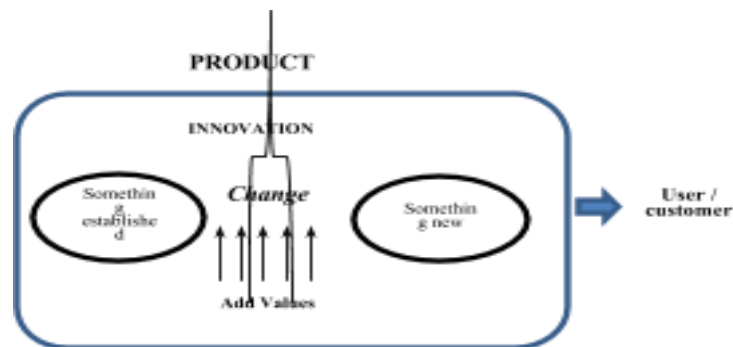 PRODUCT
INNOVATION
Somethin
g
establishe
d
Change
Somethin
g new
Add Values
User /
customer